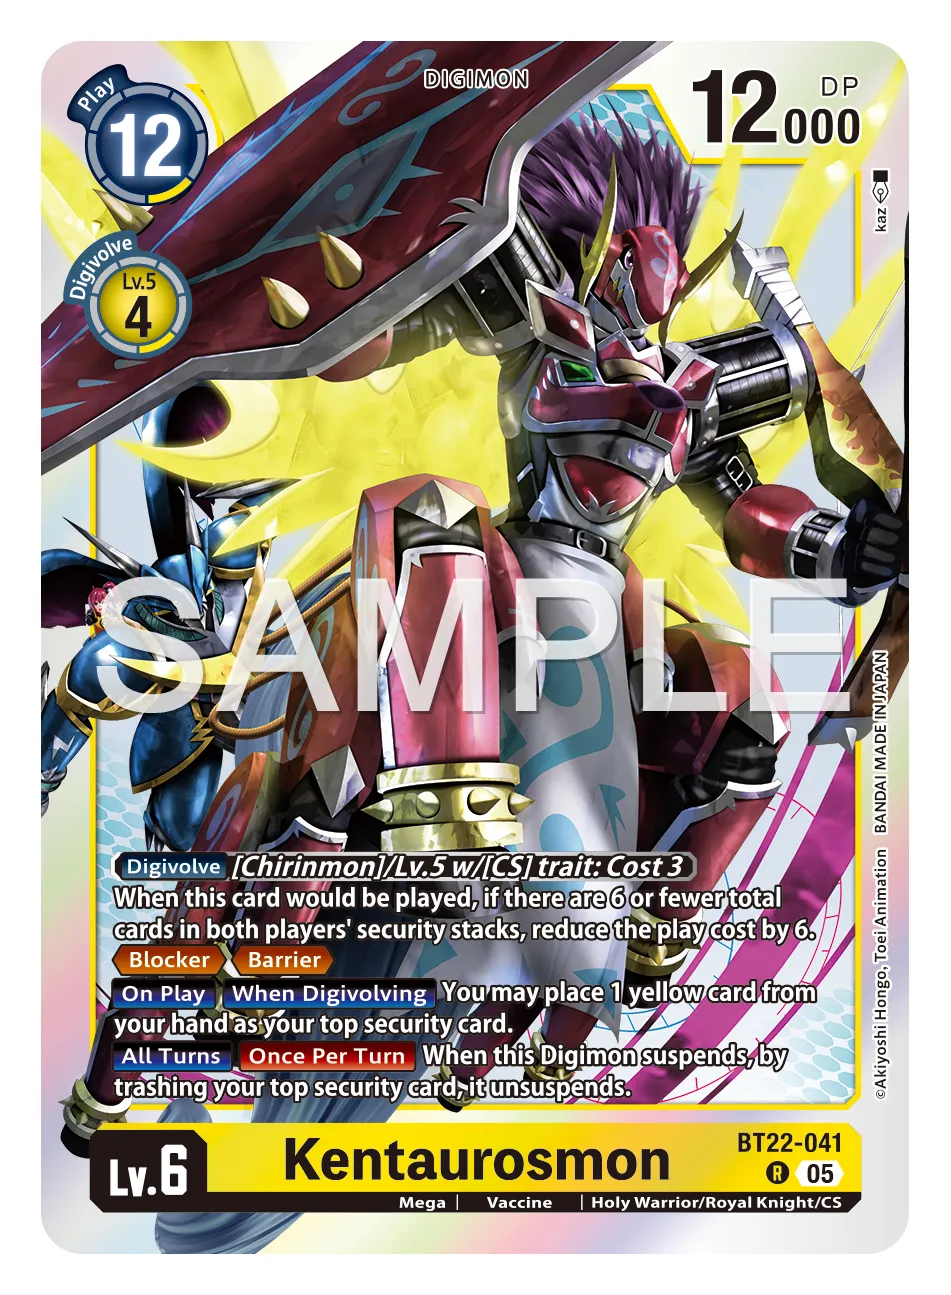 DIGIMON
Play
12
12000
DP
kaz
Digivolve
Lv.5
4
SAMPLE
BANDAI MADE IN JAPAN
©Akiyoshi Hongo, Toei Animation
Digivolve [Chirinmon]/Lv.5 w/[CS] trait: Cost 3
When this card would be played, if there are 6 or fewer total
cards in both players' security stacks, reduce the play cost by 6.
Blocker Barrier
On Play When Digivolving You may place 1 yellow card from
your hand as your top security card.
All Turns Once Per Turn When this Digimon suspends, by
trashing your top security card, it unsuspends.
Lv.6
Kentaurosmon
BT22-041
R 05
Mega | Vaccine | Holy Warrior/Royal Knight/CS